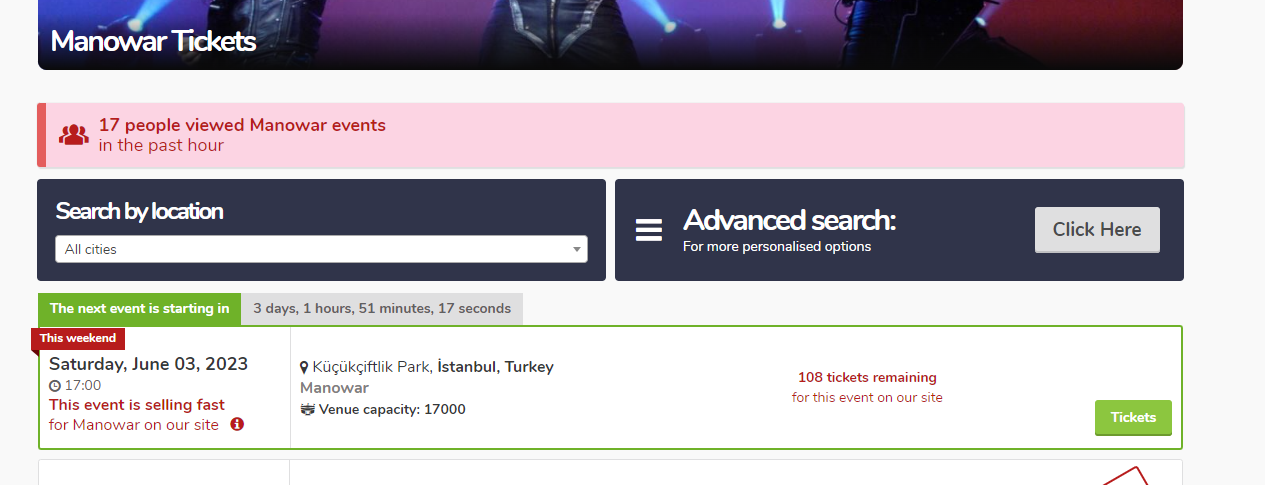 Manowar Tickets
17 people viewed Manowar events
in the past hour
Search by location
All cities
Advanced search:
For more personalised options
Click Here
The next event is starting in
3 days, 1 hours, 51 minutes, 17 seconds
This weekend
Saturday, June 03, 2023
17:00
This event is selling fast
for Manowar on our site
Küçükçiftlik Park, İstanbul, Turkey
Manowar
Venue capacity: 17000
108 tickets remaining
for this event on our site
Tickets